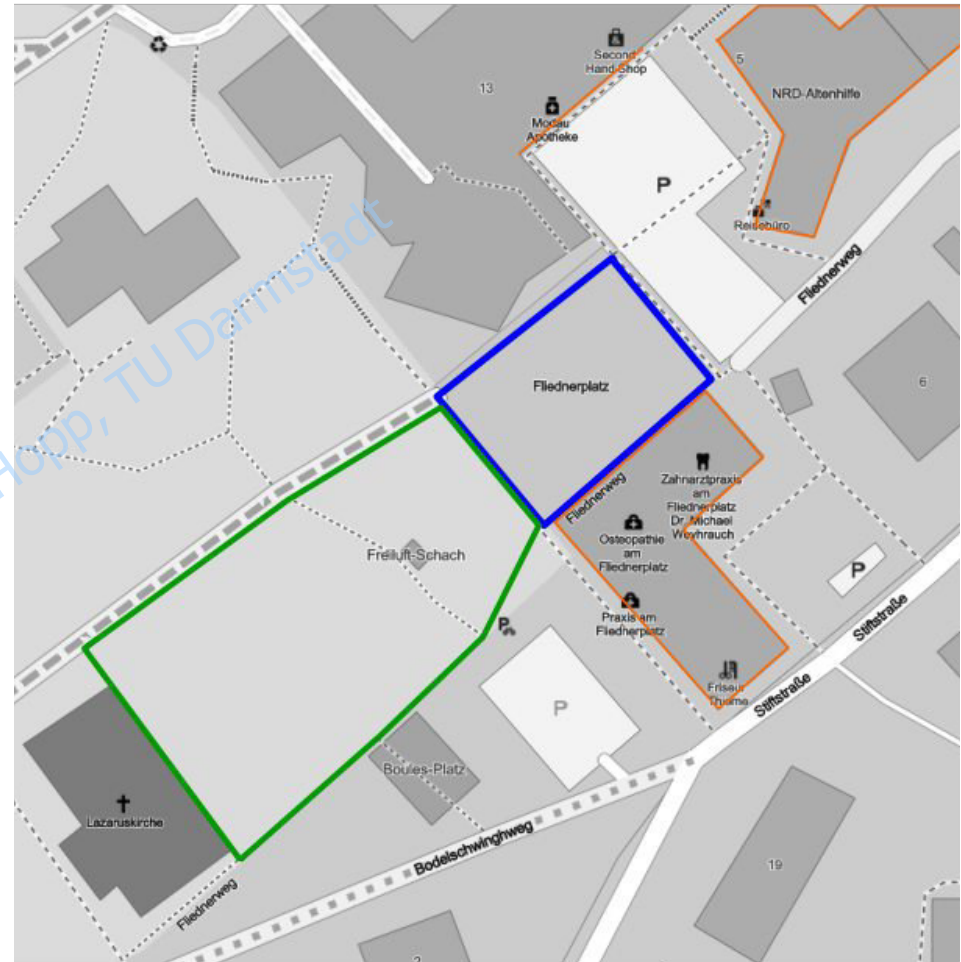 Second
Hand-Shop
5
13
NRD-Altenhilfe
Modau
Apotheke
P
Reisebüro
Fliednerweg
Hopp, TU Darmstadt
Fliednerplatz
6
Zahnarztpraxis
am
Fliednerplatz
Dr. Michael
Weyhrauch
Fliednerweg
Osteopathie
am
Fliednerplatz
Freiluft-Schach
P
P
Praxis am
Fliednerplatz
Stiftstraße
Friseur
Thieme
Stiftstraße
P
Boules-Platz
Lazaruskirche
Bodelschwinghweg
19
Fliednerweg
2